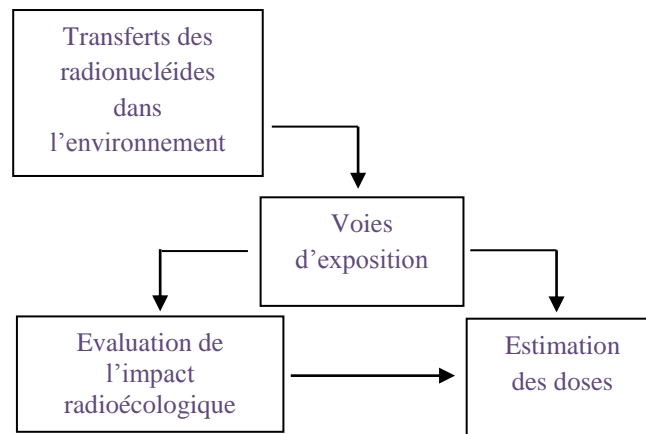 Transferts des
radionucléides
dans
l’environnement
Voies
d’exposition
Evaluation de
l’impact
radioécologique
Estimation
des doses